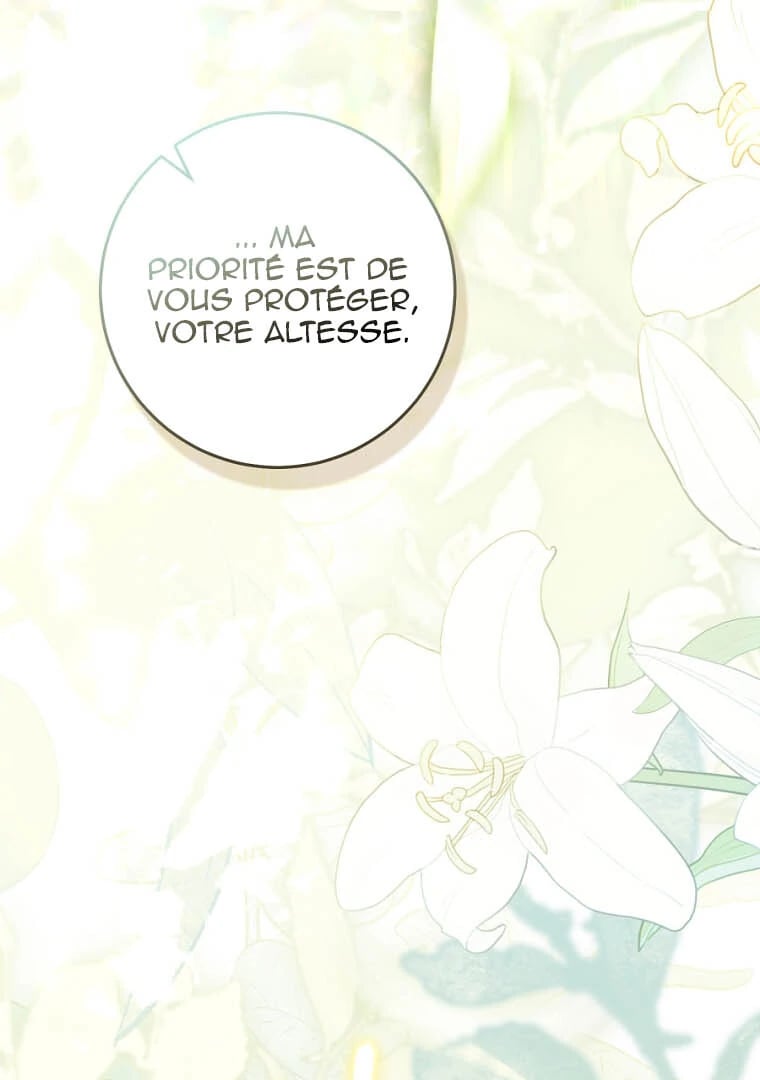 ... MA
PRIORITÉ EST DE
VOUS PROTÉGER,
VOTRE ALTESSE.